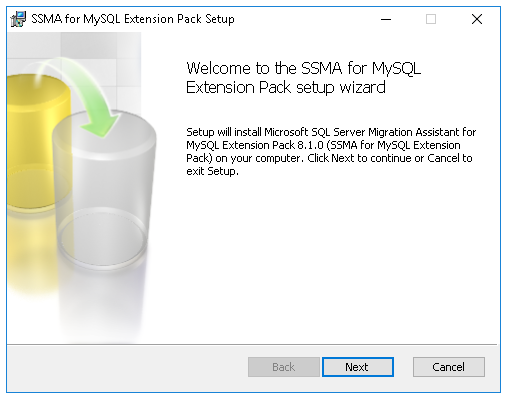 SSMA for MySQL Extension Pack Setup
Welcome to the SSMA for MySQL
Extension Pack setup wizard
Setup will install Microsoft SQL Server Migration Assistant for
MySQL Extension Pack 8.1.0 (SSMA for MySQL Extension
Pack) on your computer. Click Next to continue or Cancel to
exit Setup.
Back Next Cancel